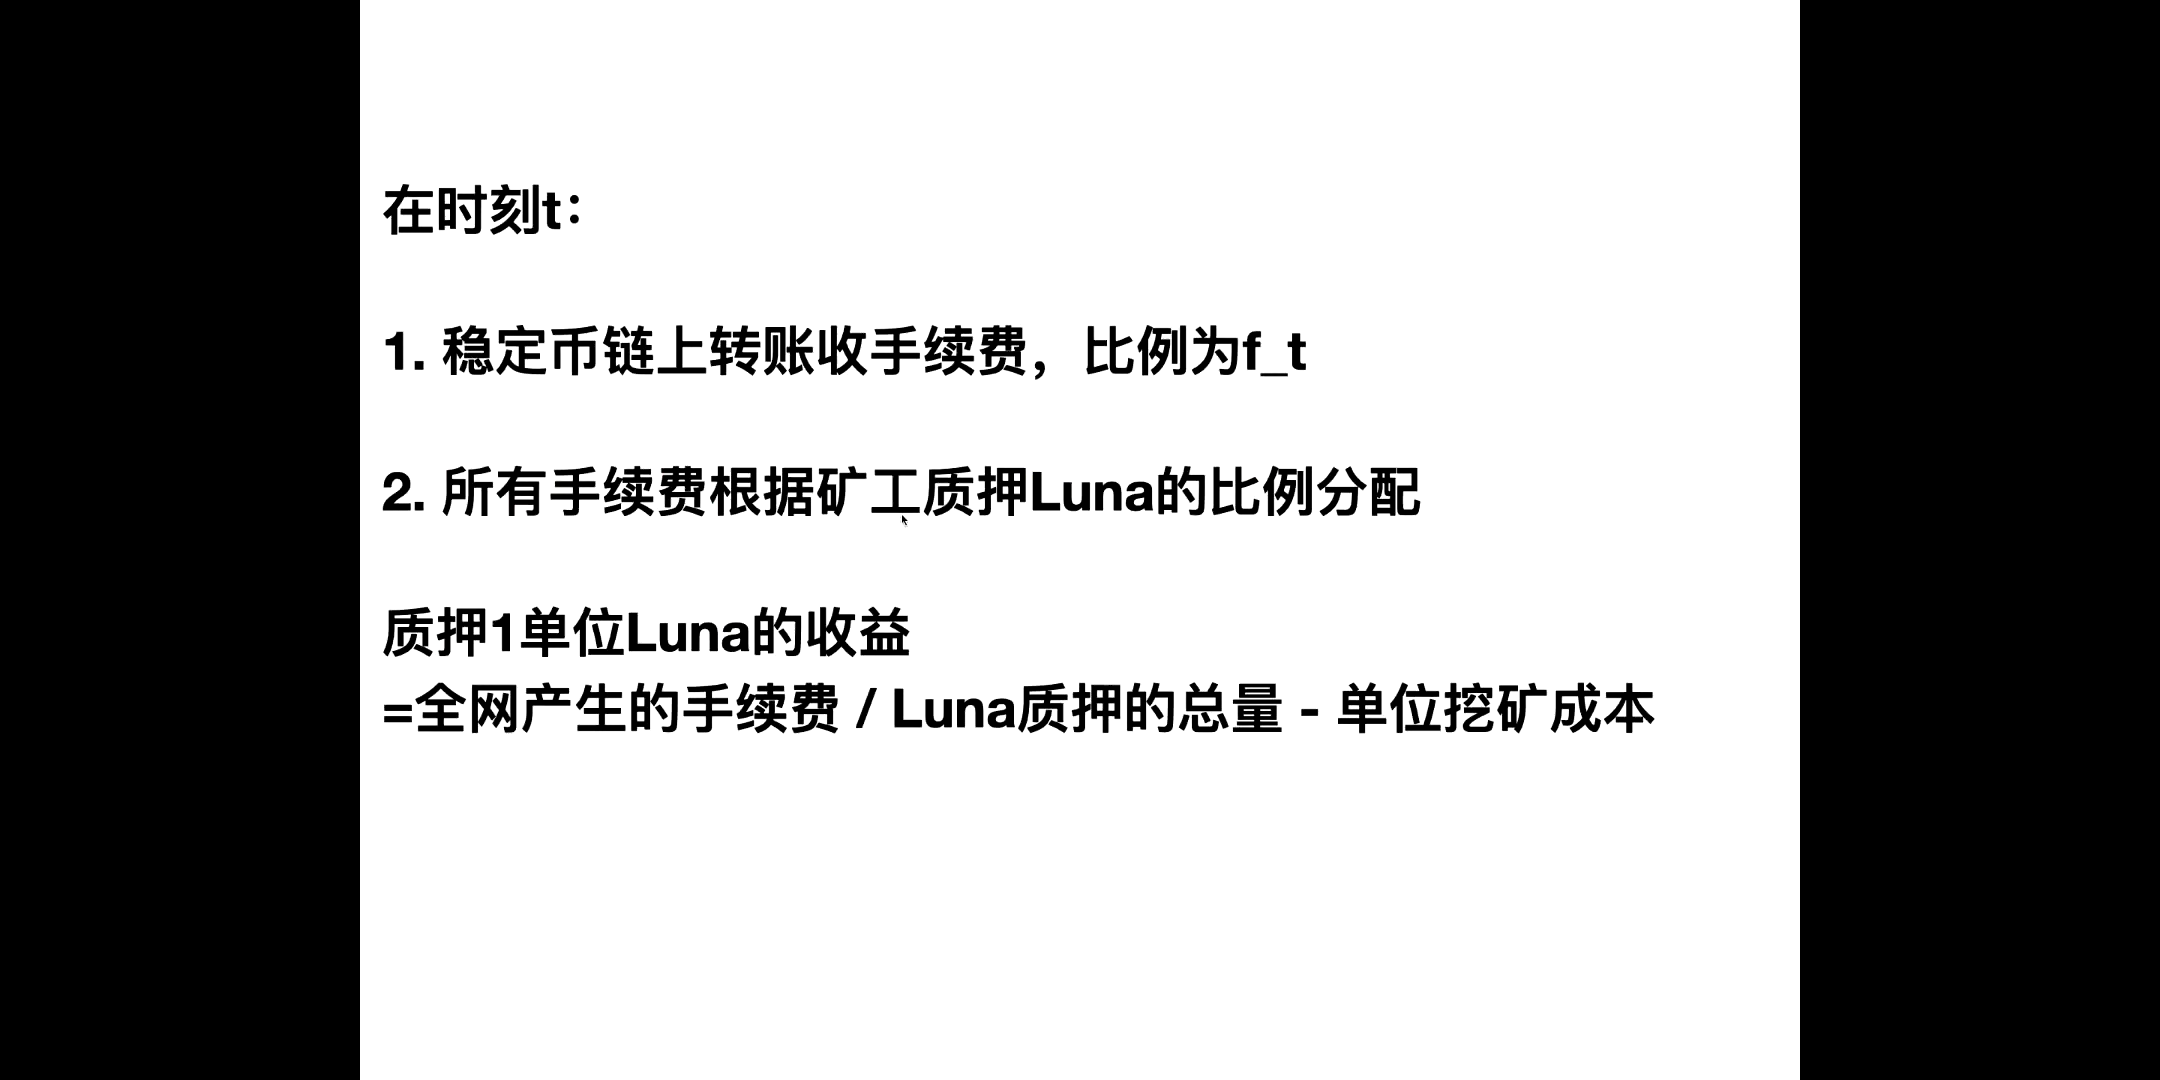 在时刻t：
1. 稳定币链上转账收手续费，比例为f_t
2. 所有手续费根据矿工质押Luna的比例分配
质押1单位Luna的收益
=全网产生的手续费 / Luna质押的总量 - 单位挖矿成本